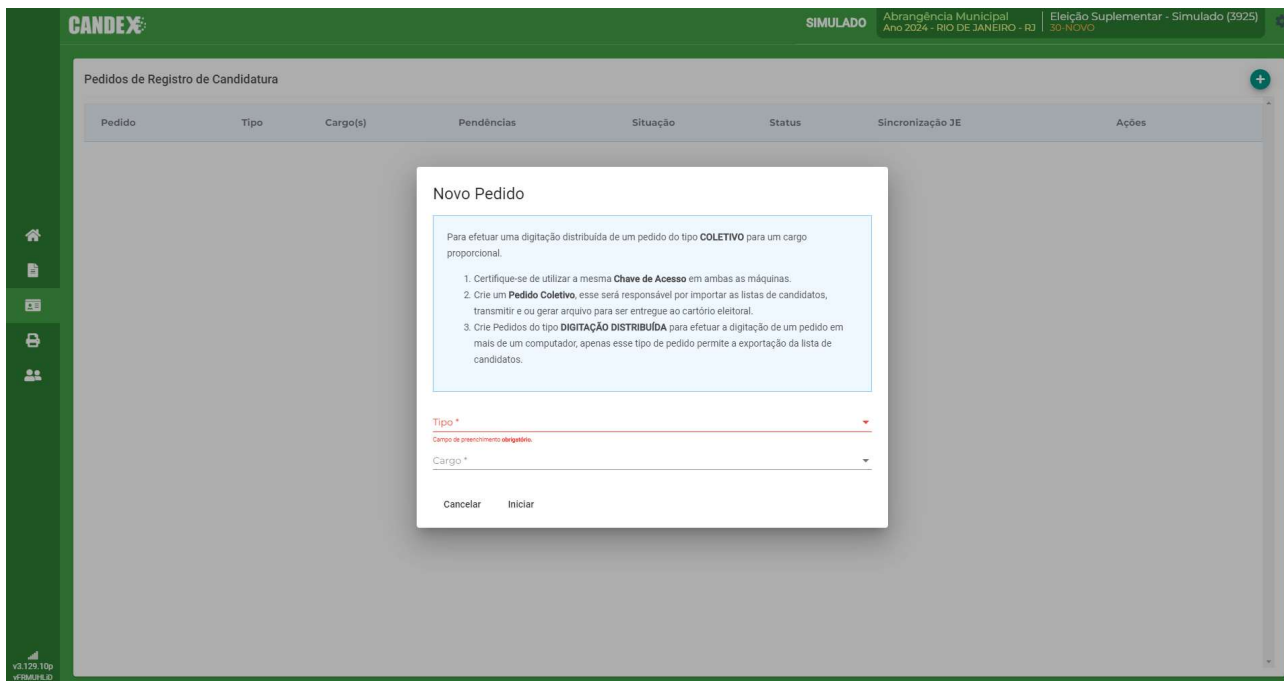 CANDEX
SIMULADO
Abrangência Municipal
Ano 2024 - RIO DE JANEIRO - RJ
Eleição Suplementar - Simulado (3925)
30-NOVO
Pedidos de Registro de Candidatura
Pedido Tipo Cargo(s) Pendências Situação Status Sincronização JE Ações
Novo Pedido
Para efetuar uma digitação distribuída de um pedido do tipo COLETIVO para um cargo
proporcional.
1. Certifique-se de utilizar a mesma Chave de Acesso em ambas as máquinas.
2. Crie um Pedido Coletivo, esse será responsável por importar as listas de candidatos,
transmitir e ou gerar arquivo para ser entregue ao cartório eleitoral.
3. Crie Pedidos do tipo DIGITAÇÃO DISTRIBUÍDA para efetuar a digitação de um pedido em
mais de um computador, apenas esse tipo de pedido permite a exportação da lista de
candidatos.
Tipo *
Campo de preenchimento obrigatório.
Cargo *
Cancelar Iniciar
v3.129.10p
vFRMUHLiD